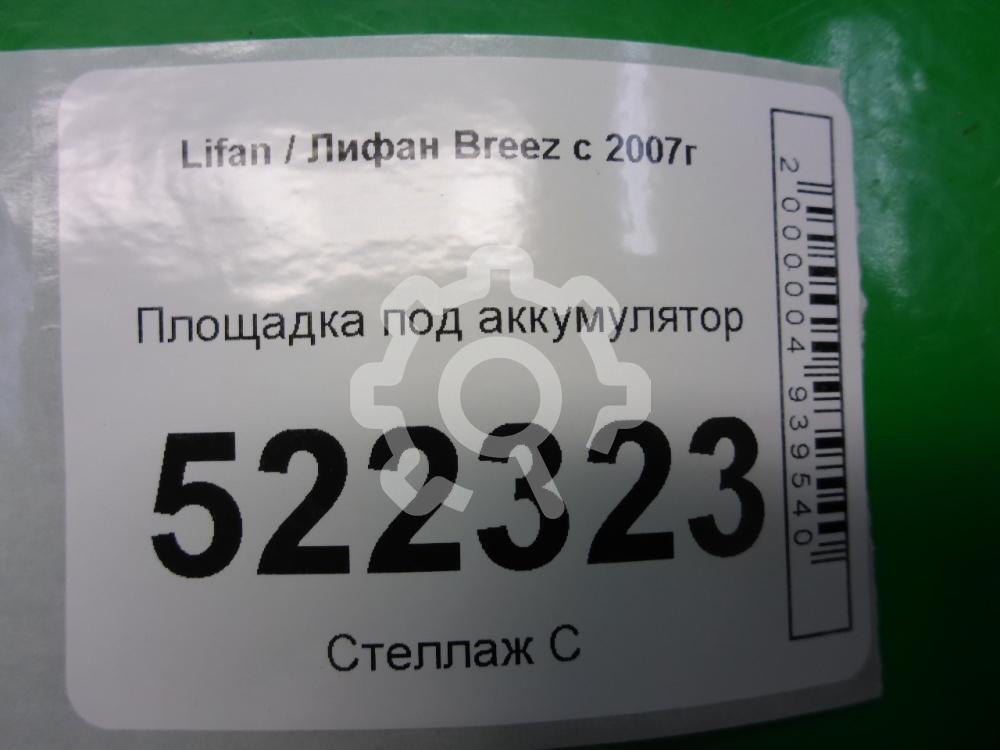 Lifan / Лифан Breez с 2007г
Площадка под аккумулятор
522323
Стеллаж С
2000004939540